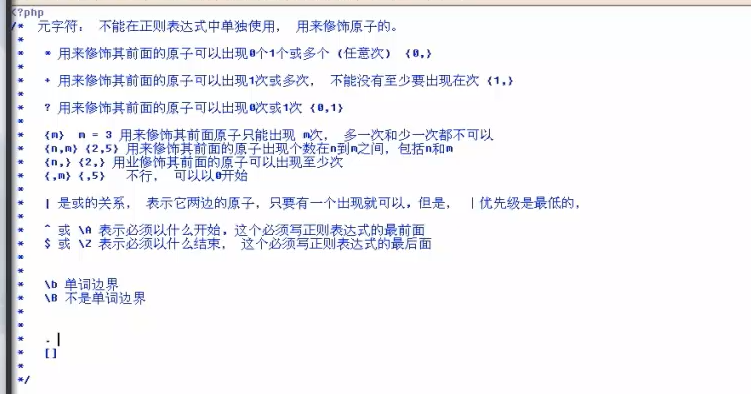 <?php
/* 元字符： 不能在正则表达式中单独使用， 用来修饰原子的。
*
* * 用来修饰其前面的原子可以出现0个1个或多个 (任意次) {0,}
*
* + 用来修饰其前面的原子可以出现1次或多次， 不能没有至少要出现在次 {1,}
*
* ? 用来修饰其前面的原子可以出现0次或1次 {0,1}
*
* {m} m = 3 用来修饰其前面原子只能出现 m次， 多一次和少一次都不可以
* {n,m} {2,5} 用来修饰其前面的原子出现个数在n到m之间，包括n和m
* {n,} {2,} 用业修饰其前面的原子可以出现至少次
* {,m} {,5} 不行， 可以以0开始
*
* | 是或的关系， 表示它两边的原子，只要有一个出现就可以。但是， | 优先级是最低的，
*
* ^ 或 \A 表示必须以什么开始。这个必须写正则表达式的最前面
* $ 或 \Z 表示必须以什么结束， 这个必须写正则表达式的最后面
*
*
* \b 单词边界
* \B 不是单词边界
*
*
* .
* []
*
*/